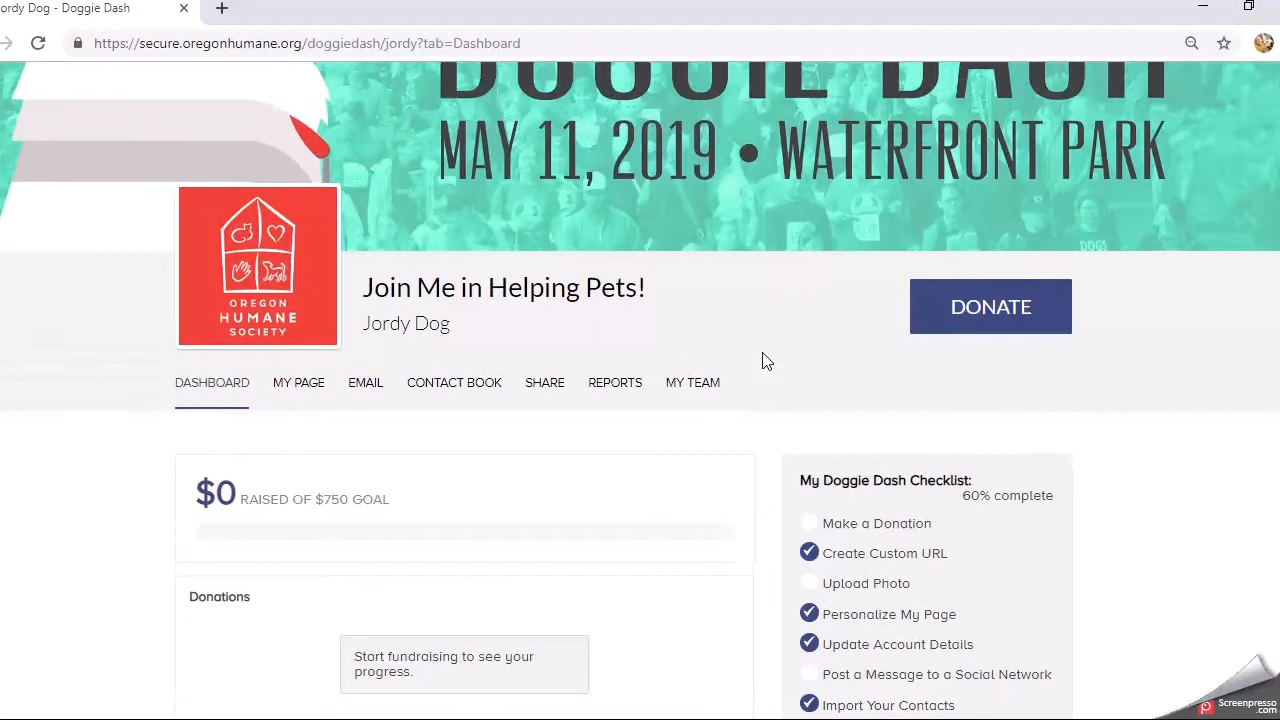 ordy Dog - Doggie Dash
https://secure.oregonhumane.org/doggiedash/jordy?tab=Dashboard
DOGGIE DASH
MAY 11, 2019 • WATERFRONT PARK
DOGS
OREGON
HUMANE
SOCIETY
Join Me in Helping Pets!
Jordy Dog
DONATE
DASHBOARD MY PAGE EMAIL CONTACT BOOK SHARE REPORTS MY TEAM
$0 RAISED OF $750 GOAL
Donations
Start fundraising to see your
progress.
My Doggie Dash Checklist:
60% complete
Make a Donation
Create Custom URL
Upload Photo
Personalize My Page
Update Account Details
Post a Message to a Social Network
Import Your Contacts
Screenpresso
.com